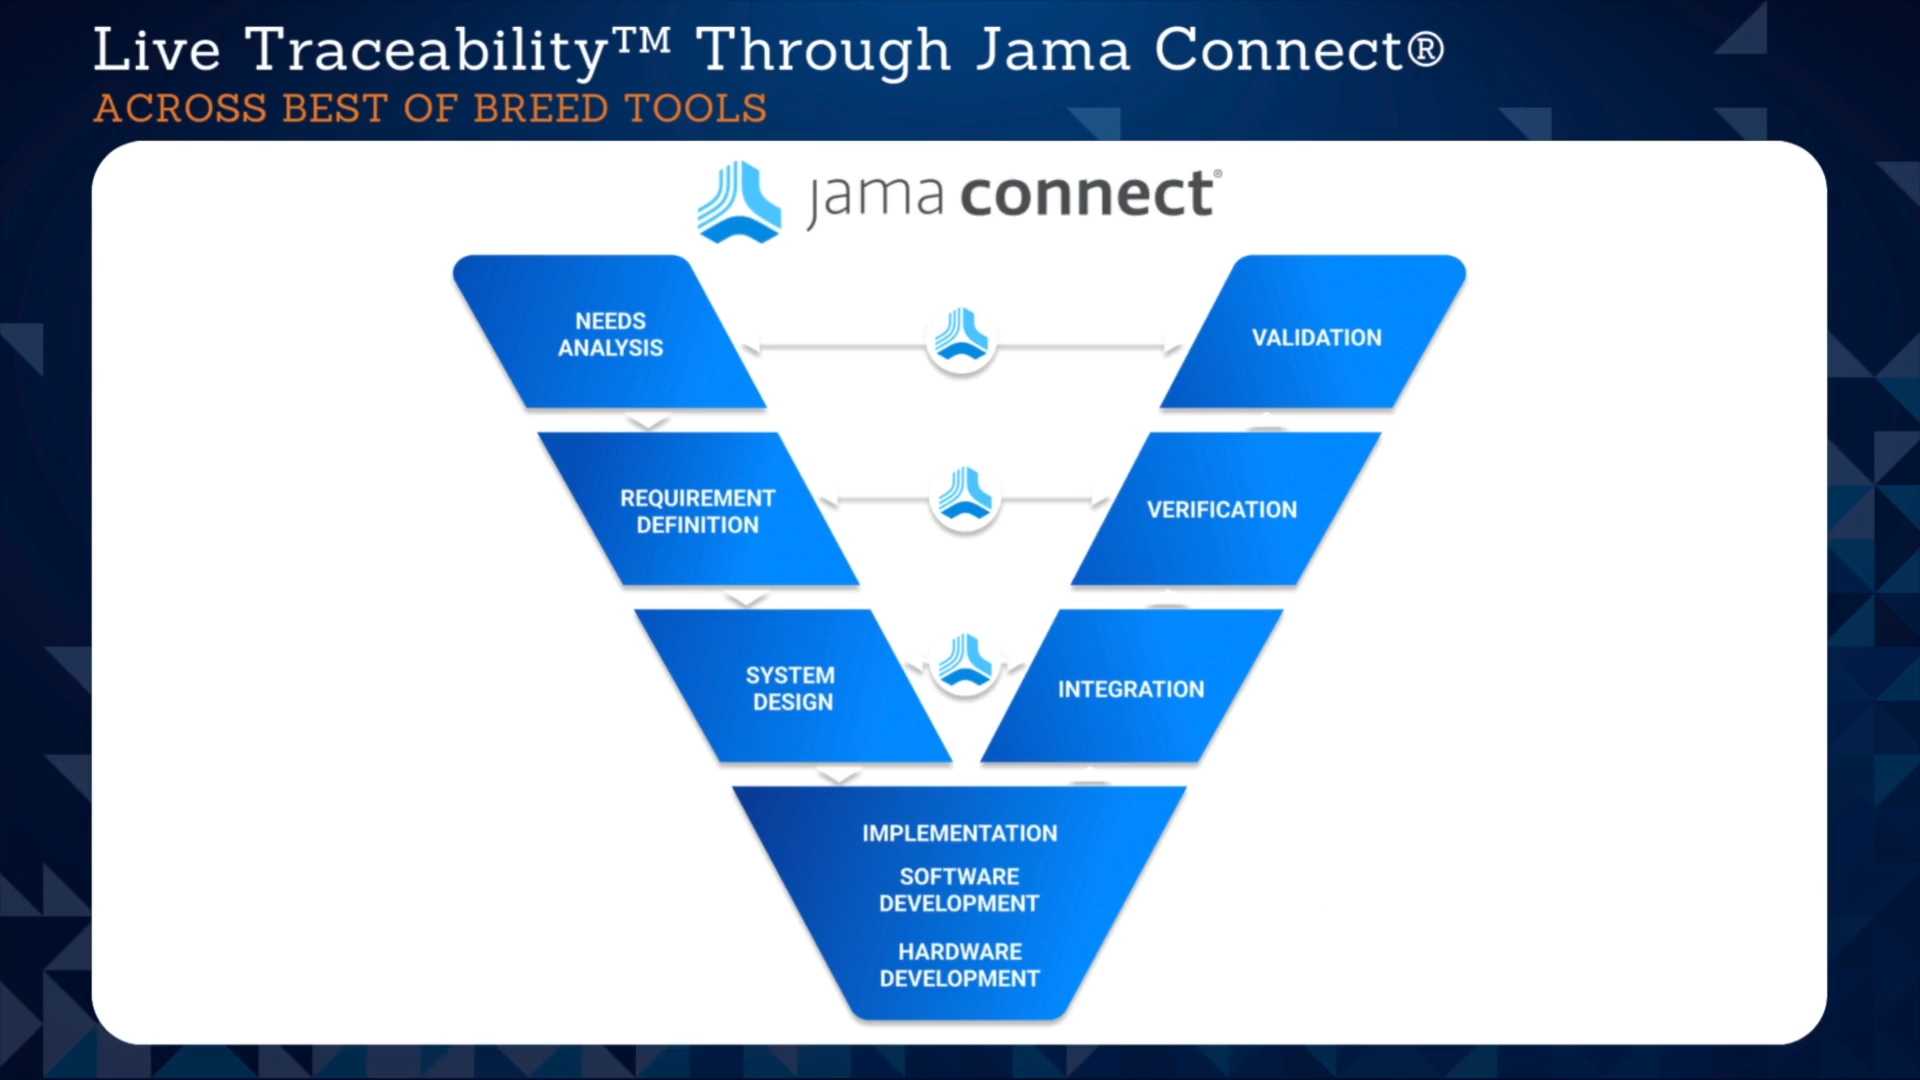 Live Traceability™ Through Jama Connect®
ACROSS BEST OF BREED TOOLS
jama connect®
NEEDS
ANALYSIS
VALIDATION
REQUIREMENT
DEFINITION
VERIFICATION
SYSTEM
DESIGN
INTEGRATION
IMPLEMENTATION
SOFTWARE
DEVELOPMENT
HARDWARE
DEVELOPMENT